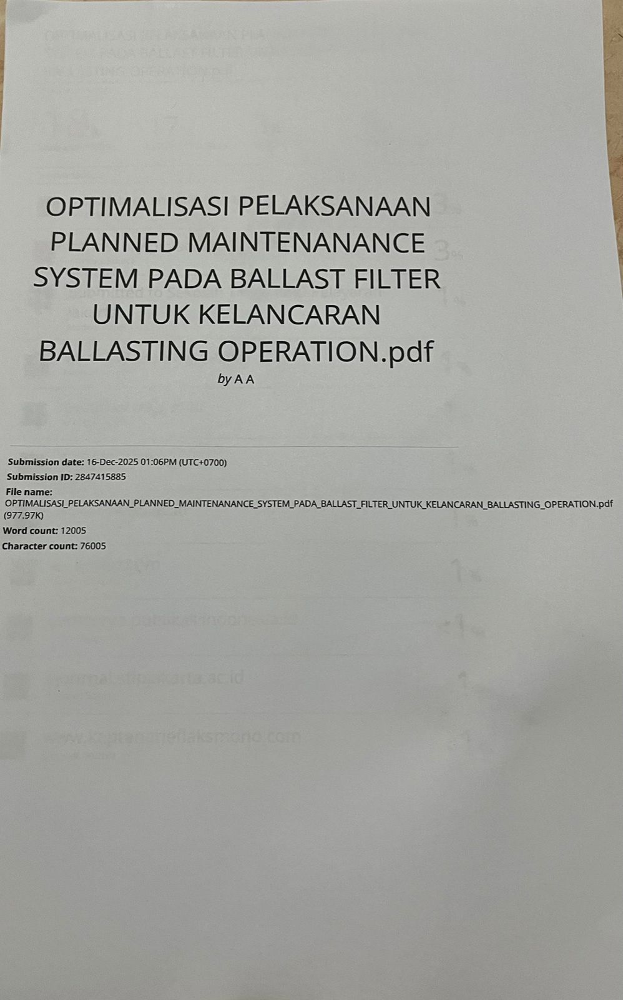 OPTIMALISASI PELAKSANAAN
PLANNED MAINTENANANCE
SYSTEM PADA BALLAST FILTER
UNTUK KELANCARAN
BALLASTING OPERATION.pdf
by A A
Submission date: 16-Dec-2025 01:06PM (UTC+0700)
Submission ID: 2847415885
File name:
OPTIMALISASI_PELAKSANAAN_PLANNED_MAINTENANANCE_SYSTEM_PADA_BALLAST_FILTER_UNTUK_KELANCARAN_BALLASTING_OPERATION.pdf
(977.97K)
Word count: 12005
Character count: 76005